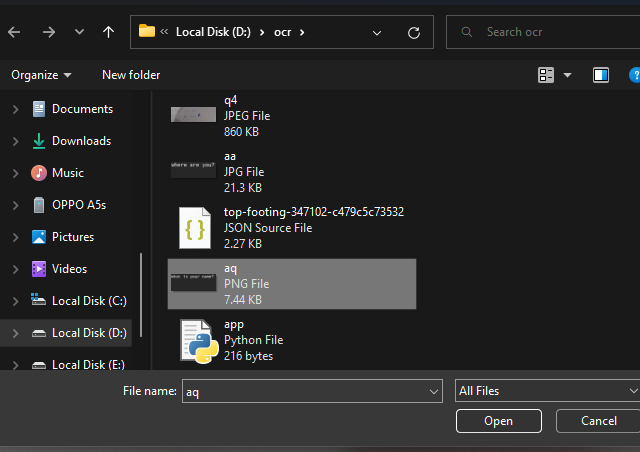 Local Disk (D:) ocr
Search ocr
Organize New folder
Documents
Downloads
Music
OPPO A5s
Pictures
Videos
Local Disk (C:)
Local Disk (D:)
Local Disk (E:)
q4
JPEG File
860 KB
where are you?
aa
JPG File
21.3 KB
top-footing-347102-c479c5c73532
JSON Source File
2.27 KB
what is your name?
aq
PNG File
7.44 KB
app
Python File
216 bytes
File name: aq All Files
Open Cancel